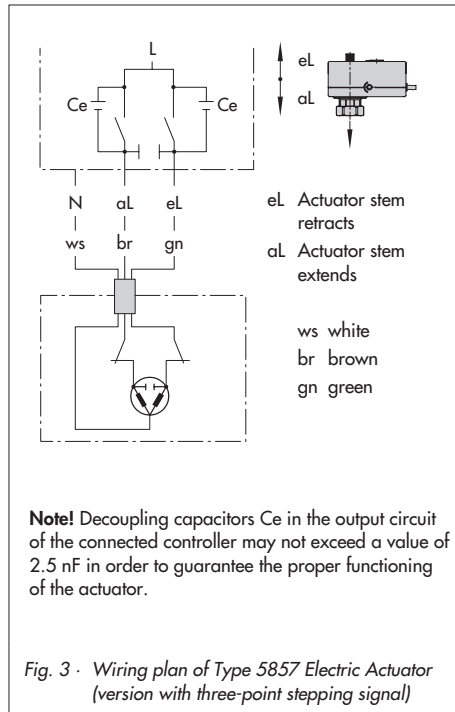 L
eL
Ce Ce
aL
N aL eL
ws br gn
eL Actuator stem
retracts
aL Actuator stem
extends
ws white
br brown
gn green
Note! Decoupling capacitors Ce in the output circuit
of the connected controller may not exceed a value of
2.5 nF in order to guarantee the proper functioning
of the actuator.
Fig. 3 · Wiring plan of Type 5857 Electric Actuator
(version with three-point stepping signal)